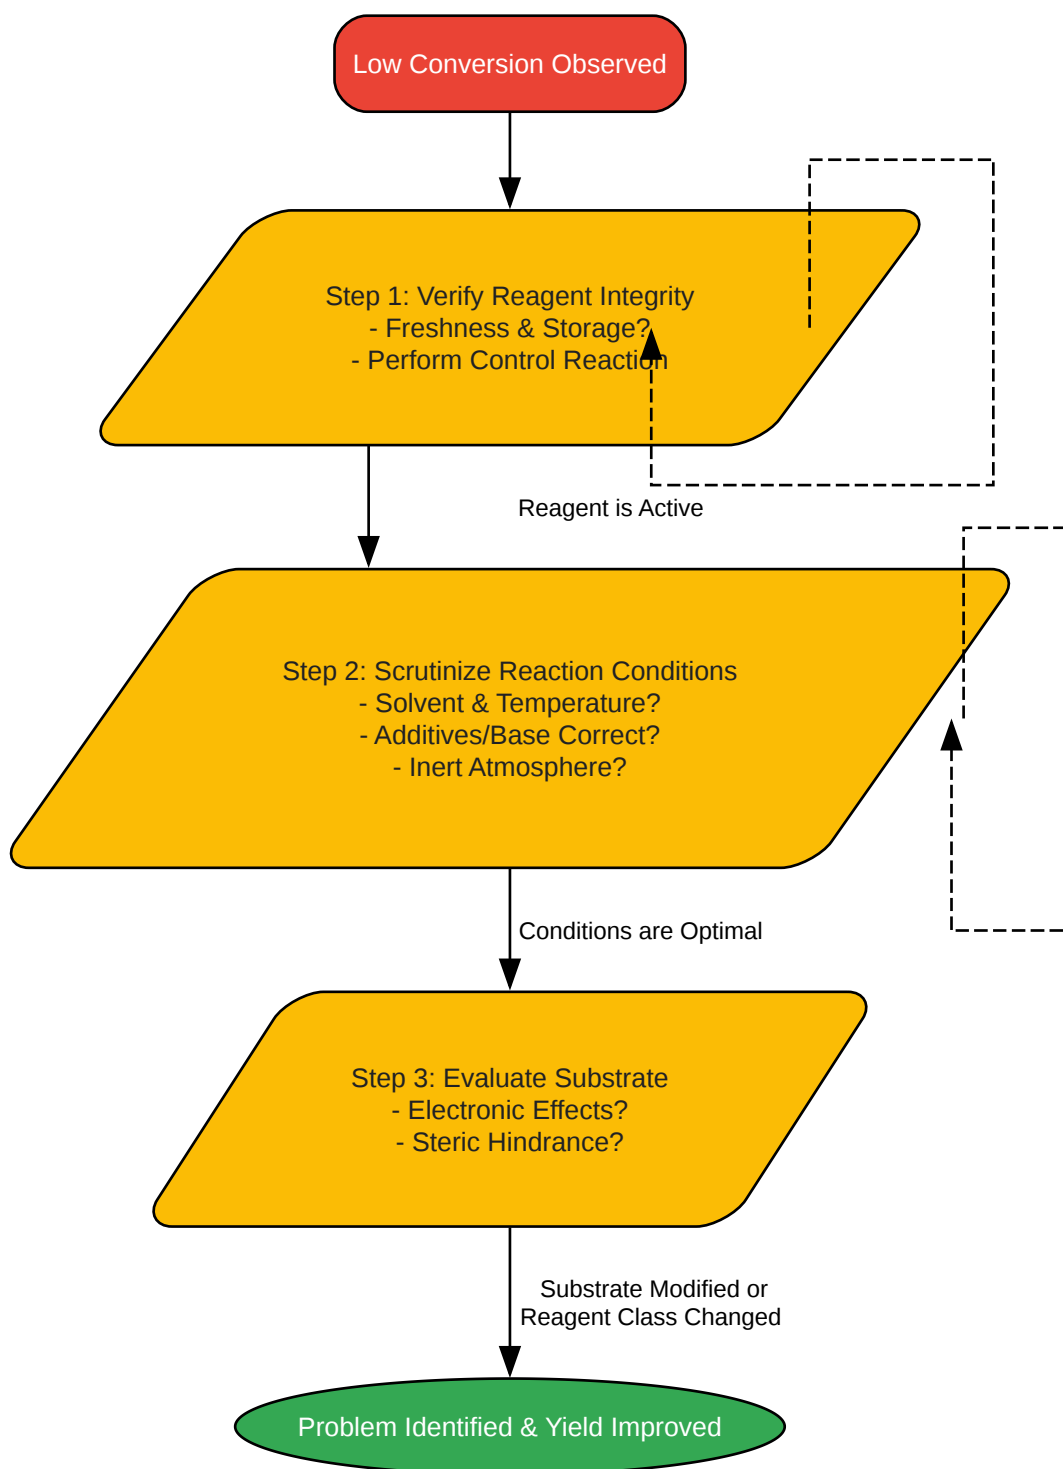 Low Conversion Observed
Step 1: Verify Reagent Integrity
- Freshness & Storage?
- Perform Control Reaction
Reagent is Active
Step 2: Scrutinize Reaction Conditions
- Solvent & Temperature?
- Additives/Base Correct?
- Inert Atmosphere?
Conditions are Optimal
Step 3: Evaluate Substrate
- Electronic Effects?
- Steric Hindrance?
Substrate Modified or
Reagent Class Changed
Problem Identified & Yield Improved